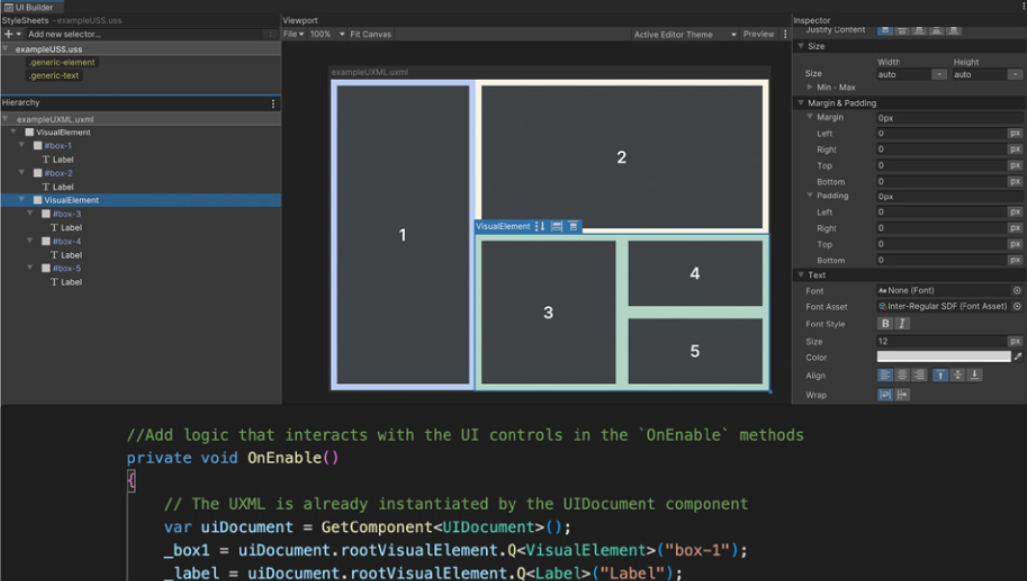 UI Builder
StyleSheets - exampleUSS.uss
+ Add new selector...
exampleUSS.uss
.generic-element
.generic-text
Hierarchy
exampleUXML.uxml
VisualElement
#box-1
Label
#box-2
Label
VisualElement
#box-3
Label
#box-4
Label
#box-5
Label
Viewport
File 100% Fit Canvas Active Editor Theme Preview
exampleUXML.uxml
1
2
VisualElement
3
4
5
Inspector
Justify Content
Size
Width Height
Size auto - auto -
Min - Max
Margin & Padding
Margin 0px
Left 0 px
Right 0 px
Top 0 px
Bottom 0 px
Padding 0px
Left 0 px
Right 0 px
Top 0 px
Bottom 0 px
Text
Font Aa None (Font)
Font Asset Inter-Regular SDF (Font Asset)
Font Style B I
Size 12 px
Color
Align
Wrap
//Add logic that interacts with the UI controls in the `OnEnable` methods
private void OnEnable()
{
// The UXML is already instantiated by the UIDocument component
var uiDocument = GetComponent<UIDocument>();
_box1 = uiDocument.rootVisualElement.Q<VisualElement>("box-1");
_label = uiDocument.rootVisualElement.Q<Label>("Label");